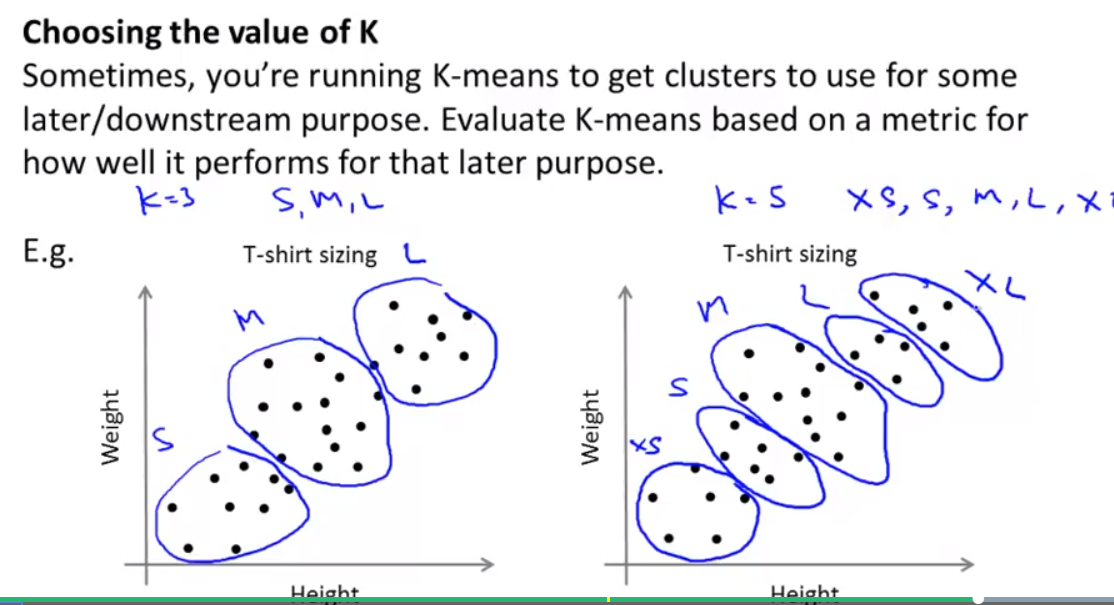 Choosing the value of K
Sometimes, you're running K-means to get clusters to use for some
later/downstream purpose. Evaluate K-means based on a metric for
how well it performs for that later purpose.
K=3 S, M, L
K=5 XS, S, M, L, X
E.g.
T-shirt sizing
L
M
S
Weight
Height
T-shirt sizing
XL
L
M
S
XS
Weight
Height